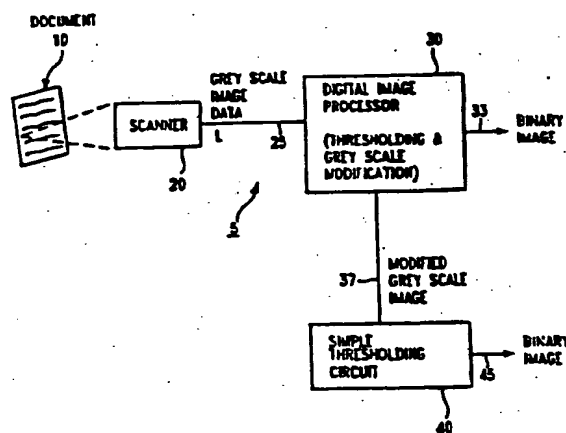 DOCUMENT
10
GREY SCALE
IMAGE
DATA
L
25
SCANNER
20
5
30
DIGITAL IMAGE
PROCESSOR
(THRESHOLDING &
GREY SCALE
MODIFICATION)
33
BINARY
IMAGE
37
MODIFIED
GREY SCALE
IMAGE
SIMPLE
THRESHOLDING
CIRCUIT
45
BINARY
IMAGE
40